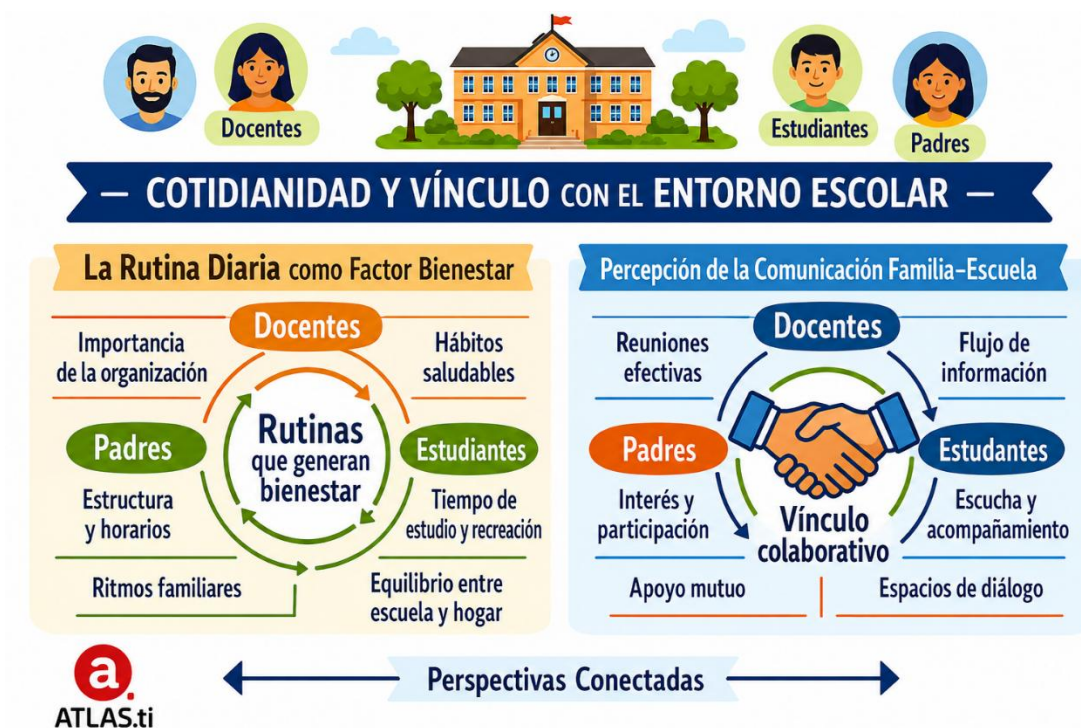 Docentes
Estudiantes
Padres
— COTIDIANIDAD Y VÍNCULO CON EL ENTORNO ESCOLAR —
La Rutina Diaria como Factor Bienestar
Docentes
Importancia
de la organización
Hábitos
saludables
Rutinas
que generan
bienestar
Padres
Estudiantes
Estructura
y horarios
Tiempo de
estudio y recreación
Ritmos familiares
Equilibrio entre
escuela y hogar
Percepción de la Comunicación Familia-Escuela
Docentes
Reuniones
efectivas
Flujo de
información
Padres
Estudantes
Interés y
participación
Escucha y
acompañamiento
Vínculo
colaborativo
Apoyo mutuo
Espacios de diálogo
a.
ATLAS.ti
Perspectivas Conectadas